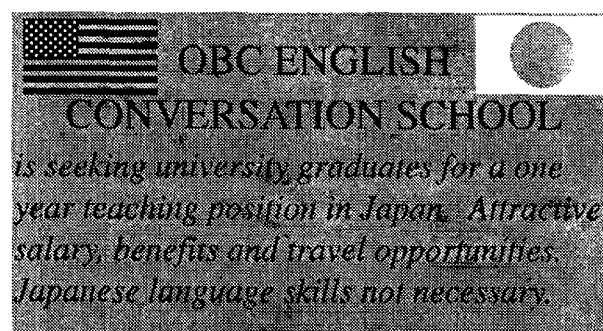 OBC ENGLISH
CONVERSATION SCHOOL
is seeking university graduates for a one
year teaching position in Japan. Attractive
salary, benefits and travel opportunities.
Japanese language skills not necessary.